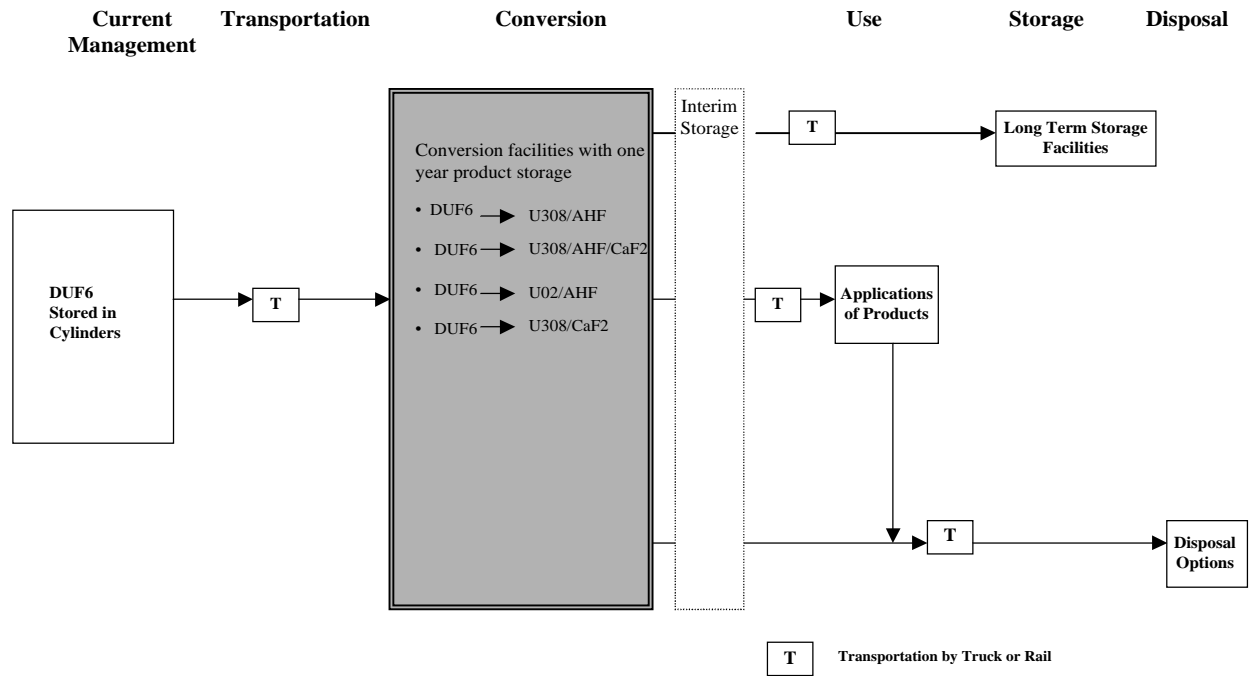 Current
Management
Transportation
Conversion
Use
Storage
Disposal
Interim
Storage
T
Long Term Storage
Facilities
Conversion facilities with one
year product storage
• DUF6 U308/AHF
• DUF6 U308/AHF/CaF2
• DUF6 U02/AHF
• DUF6 U308/CaF2
DUF6
Stored in
Cylinders
T
T
Applications
of Products
T
Disposal
Options
T Transportation by Truck or Rail